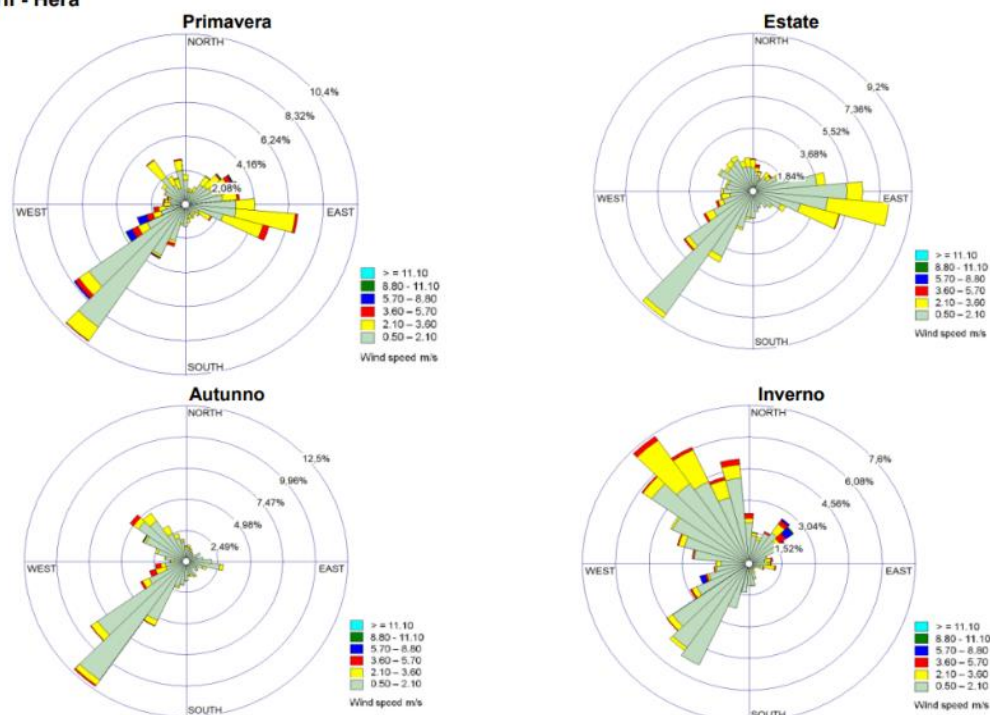 - Hera
Primavera
NORTH
10,4%
8,32%
6,24%
4,16%
2,08%
WEST
EAST
SOUTH
> = 11.10
8.80 - 11.10
5.70 – 8.80
3.60 – 5.70
2.10 – 3.60
0.50 – 2.10
Wind speed m/s
Estate
NORTH
9,2%
7,36%
5,52%
3,68%
1,84%
WEST
EAST
SOUTH
> = 11.10
8.80 - 11.10
5.70 – 8.80
3.60 – 5.70
2.10 – 3.60
0.50 – 2.10
Wind speed m/s
Autunno
NORTH
12,5%
9,96%
7,47%
4,98%
2,49%
WEST
EAST
SOUTH
> = 11.10
8.80 - 11.10
5.70 – 8.80
3.60 – 5.70
2.10 – 3.60
0.50 – 2.10
Wind speed m/s
Inverno
NORTH
7,6%
6,08%
4,56%
3,04%
1,52%
WEST
EAST
SOUTH
> = 11.10
8.80 - 11.10
5.70 – 8.80
3.60 – 5.70
2.10 – 3.60
0.50 – 2.10
Wind speed m/s